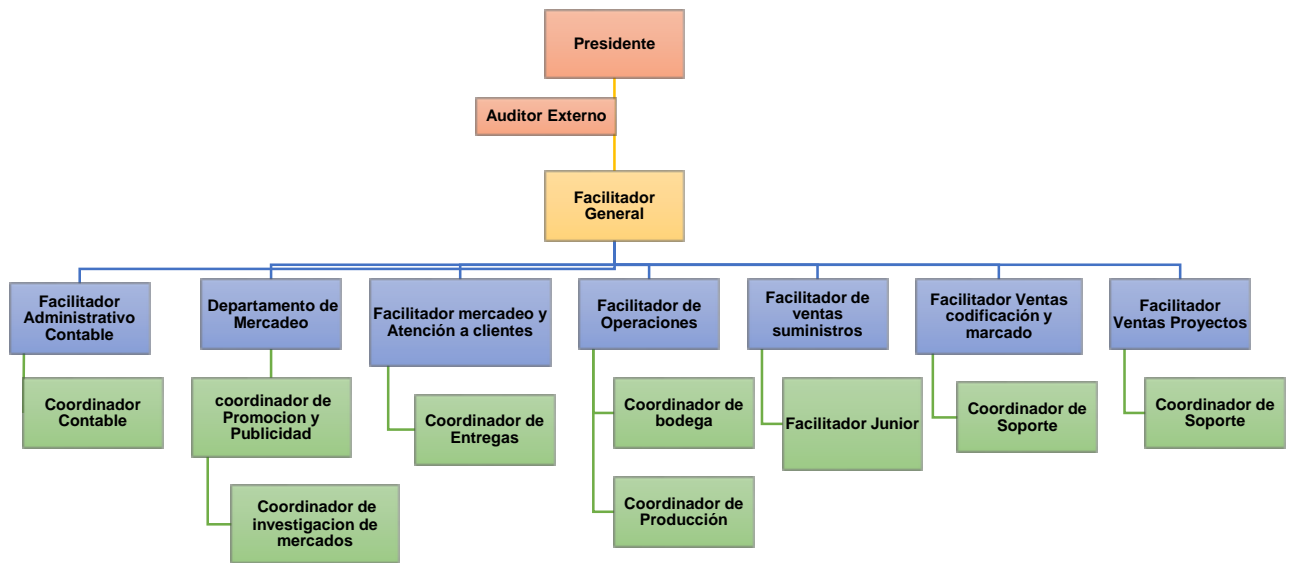 Presidente
Auditor Externo
Facilitador
General
Facilitador
Administrativo
Contable
Departamento de
Mercadeo
Facilitador mercadeo y
Atención a clientes
Facilitador de
Operaciones
Facilitador de
ventas
suministros
Facilitador Ventas
codificación y
marcado
Facilitador
Ventas Proyectos
Coordinador
Contable
coordinador de
Promocion y
Publicidad
Coordinador de
Entregas
Coordinador de
bodega
Facilitador Junior
Coordinador de
Soporte
Coordinador de
Soporte
Coordinador de
investigacion de
mercados
Coordinador de
Producción